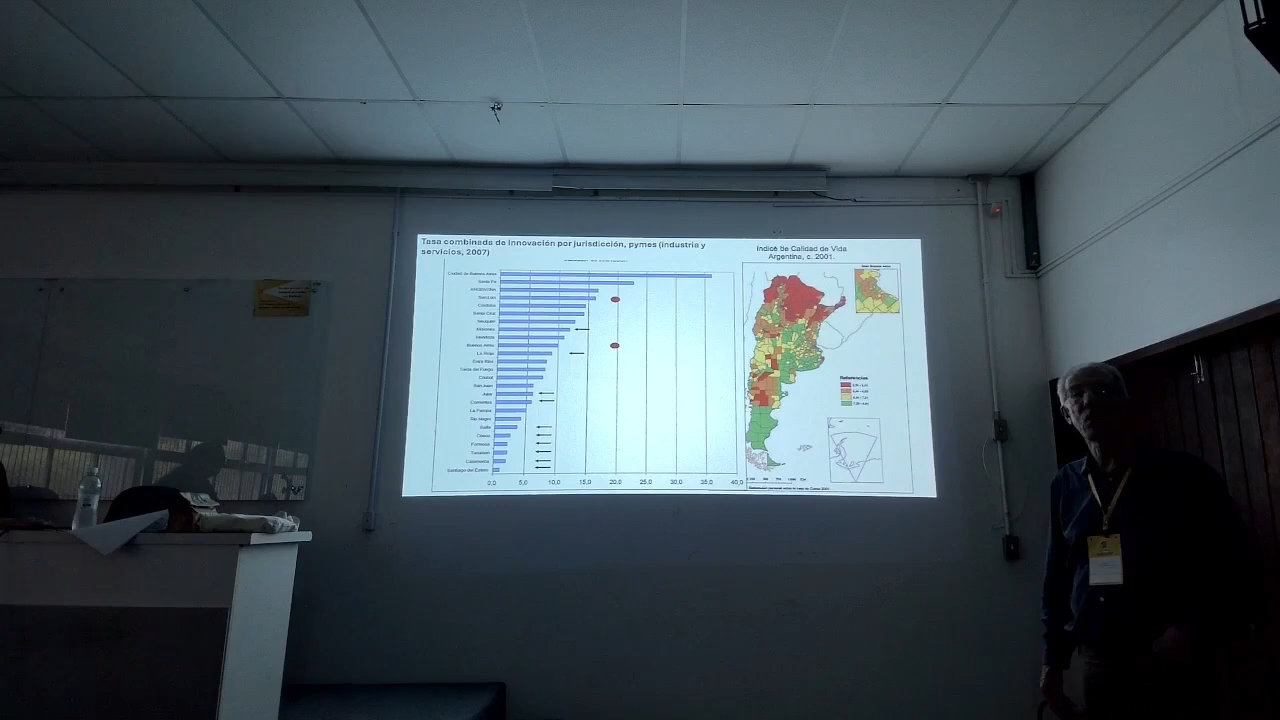 Tasa combinada de innovación por jurisdicción, pymes (industria y
servicios, 2007)
Ciudad de Buenos Aires
Santa Fe
ARGENTINA
San Luis
Córdoba
Santa Cruz
Neuquén
Misiones
Mendoza
Buenos Aires
La Rioja
Entre Ríos
Tierra del Fuego
Chubut
San Juan
Jujuy
Corrientes
La Pampa
Río Negro
Salta
Chaco
Formosa
Tucumán
Catamarca
Santiago del Estero
0,0 5,0 10,0 15,0 20,0 25,0 30,0 35,0 40,0
Indice de Calidad de Vida
Argentina, c. 2001.
Referencias